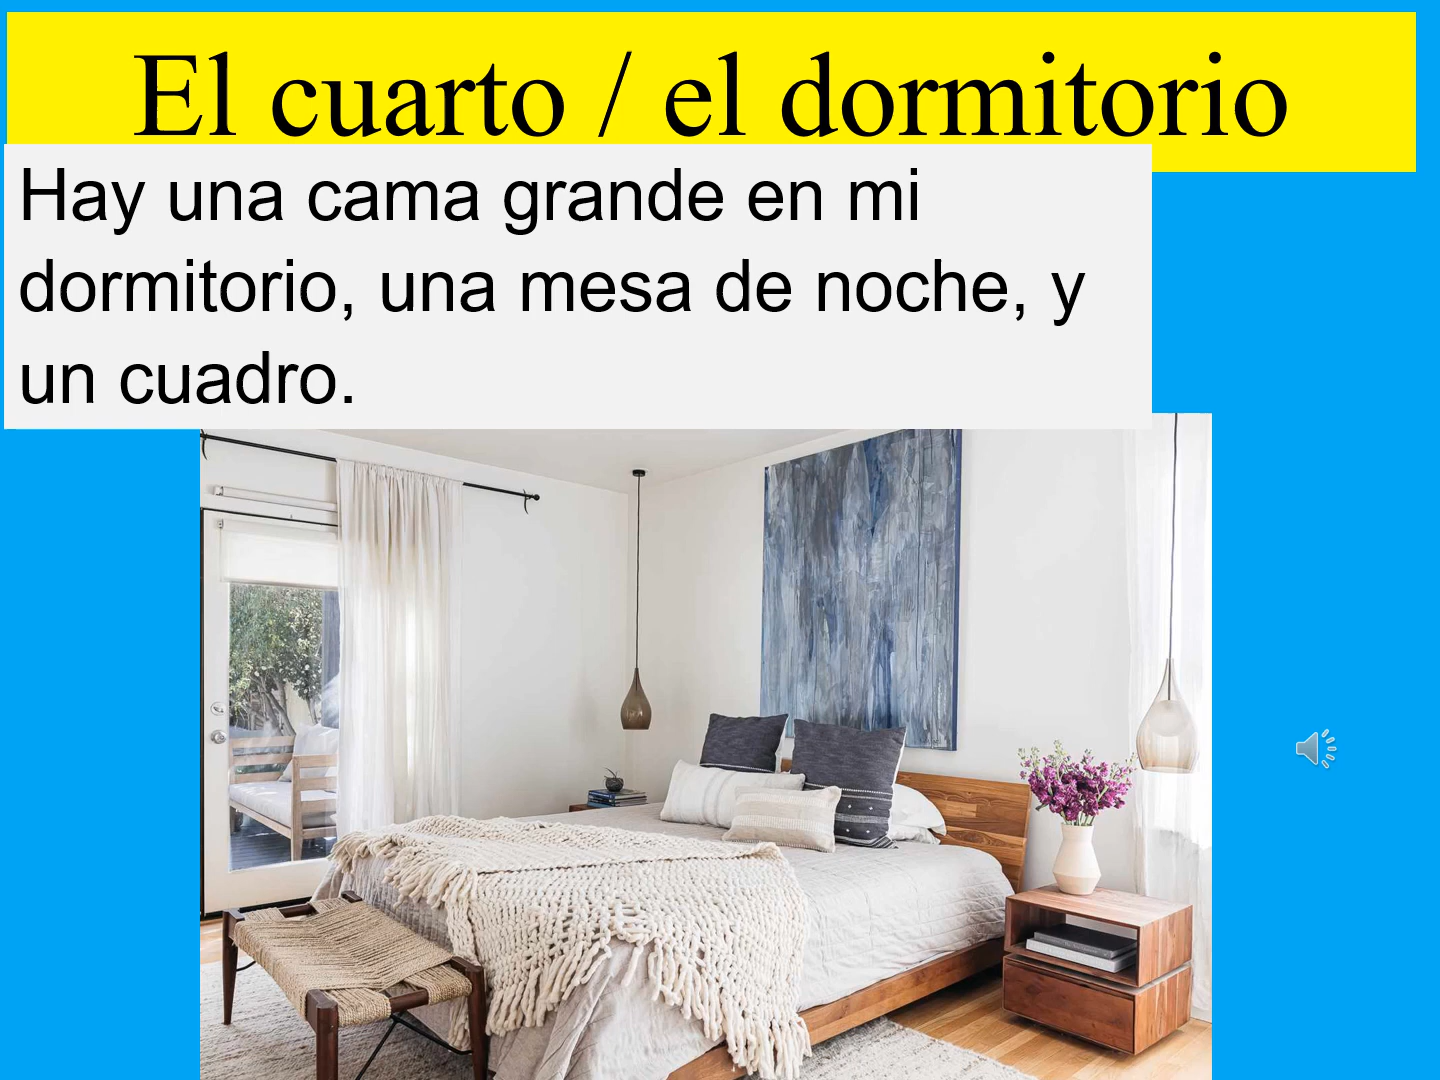 El cuarto / el dormitorio
Hay una cama grande en mi
dormitorio, una mesa de noche, y
un cuadro.